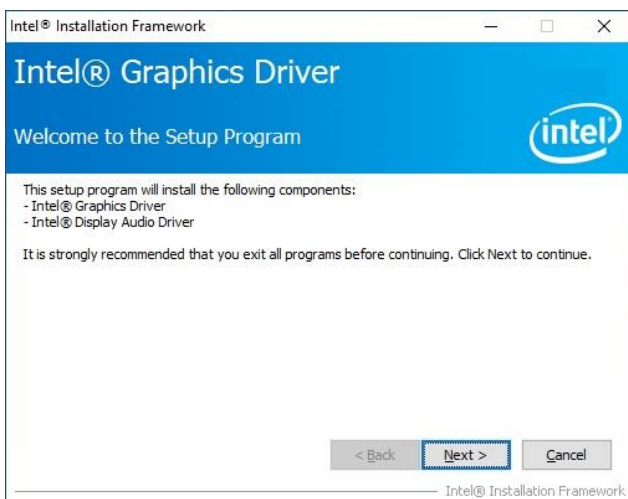 Intel® Installation Framework
Intel® Graphics Driver
Welcome to the Setup Program
intel
This setup program will install the following components:
- Intel® Graphics Driver
- Intel® Display Audio Driver
It is strongly recommended that you exit all programs before continuing. Click Next to continue.
< Back
Next >
Cancel
Intel® Installation Framework